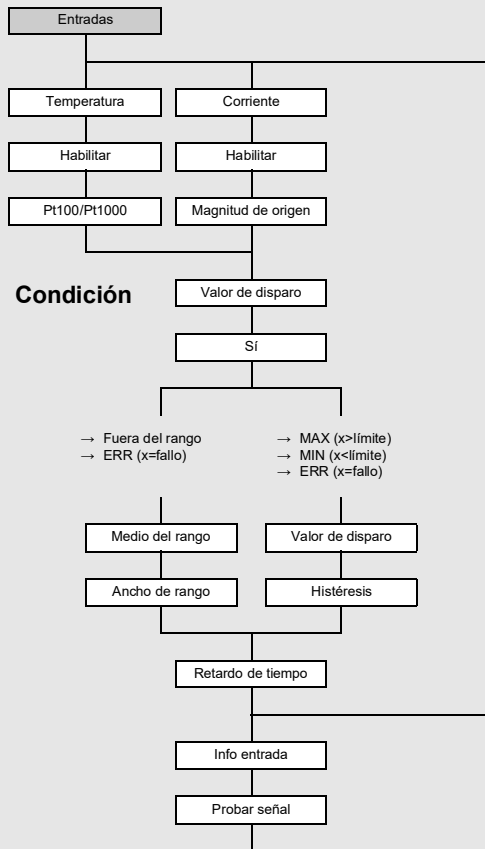 Entradas
Temperatura
Corriente
Habilitar
Habilitar
Pt100/Pt1000
Magnitud de origen
Condición
Valor de disparo
Sí
→ Fuera del rango
→ ERR (x=fallo)
→ MAX (x>límite)
→ MIN (x<límite)
→ ERR (x=fallo)
Medio del rango
Valor de disparo
Ancho de rango
Histéresis
Retardo de tiempo
Info entrada
Probar señal